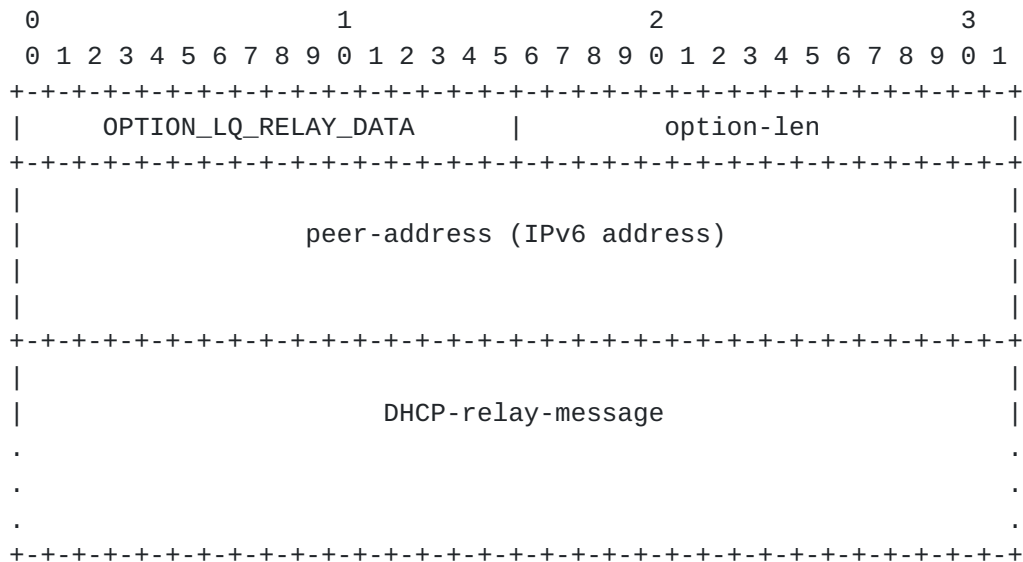 0                   1                   2                   3
 0 1 2 3 4 5 6 7 8 9 0 1 2 3 4 5 6 7 8 9 0 1 2 3 4 5 6 7 8 9 0 1
+-+-+-+-+-+-+-+-+-+-+-+-+-+-+-+-+-+-+-+-+-+-+-+-+-+-+-+-+-+-+-+-+
|     OPTION_LQ_RELAY_DATA      |         option-len            |
+-+-+-+-+-+-+-+-+-+-+-+-+-+-+-+-+-+-+-+-+-+-+-+-+-+-+-+-+-+-+-+-+
|                                                               |
|                  peer-address (IPv6 address)                  |
|                                                               |
|                                                               |
+-+-+-+-+-+-+-+-+-+-+-+-+-+-+-+-+-+-+-+-+-+-+-+-+-+-+-+-+-+-+-+-+
|                                                               |
|                       DHCP-relay-message                      |
.                                                               .
.                                                               .
.                                                               .
+-+-+-+-+-+-+-+-+-+-+-+-+-+-+-+-+-+-+-+-+-+-+-+-+-+-+-+-+-+-+-+-+